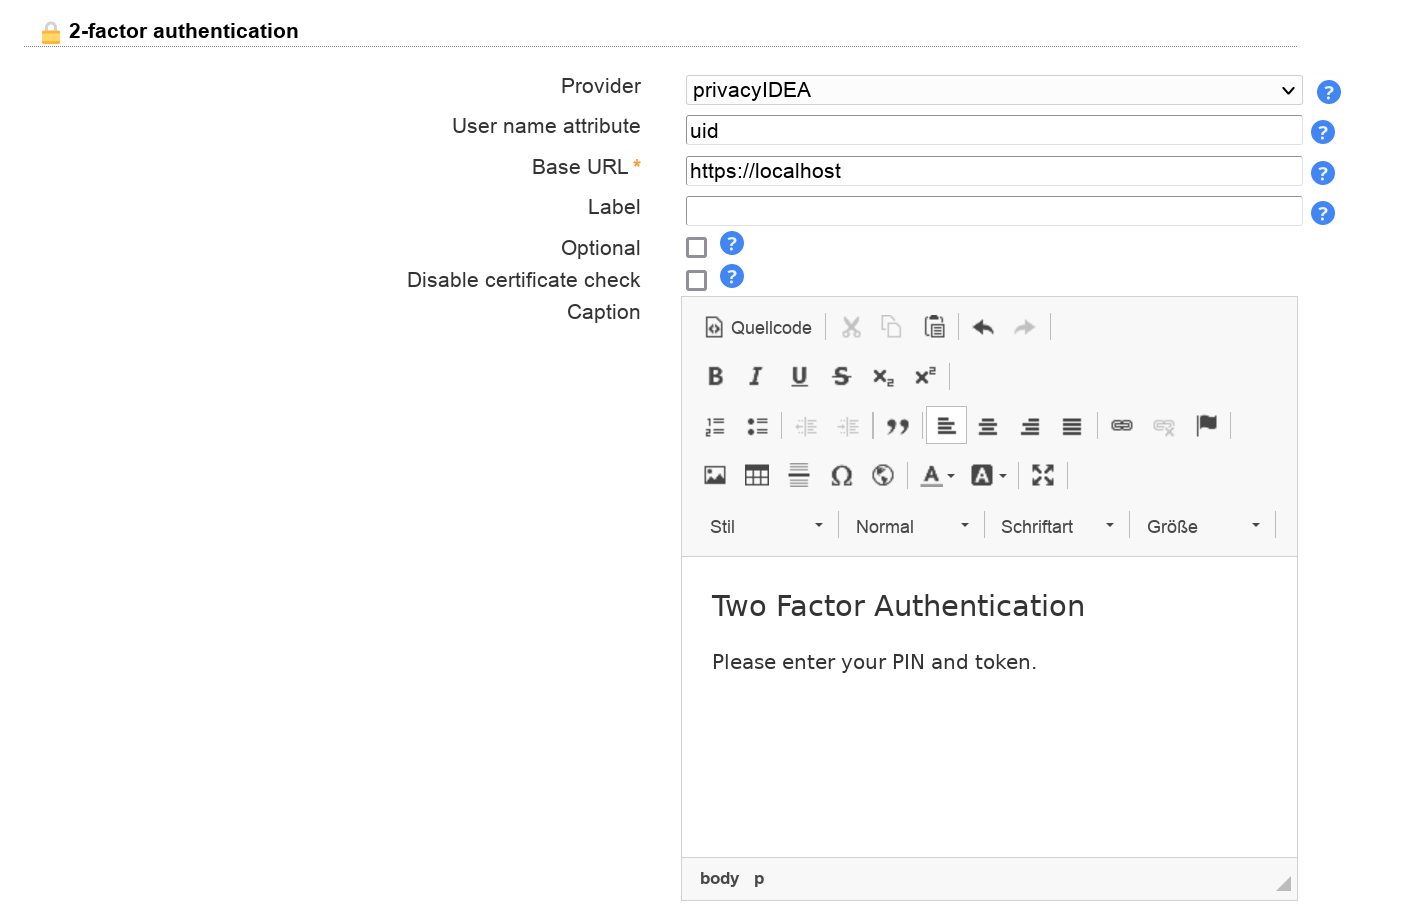 2-factor authentication
Provider privacyIDEA ?
User name attribute uid ?
Base URL * https://localhost ?
Label ?
Optional ?
Disable certificate check ?
Caption
Quellcode
Stil Normal Schriftart Größe
Two Factor Authentication
Please enter your PIN and token.
body p